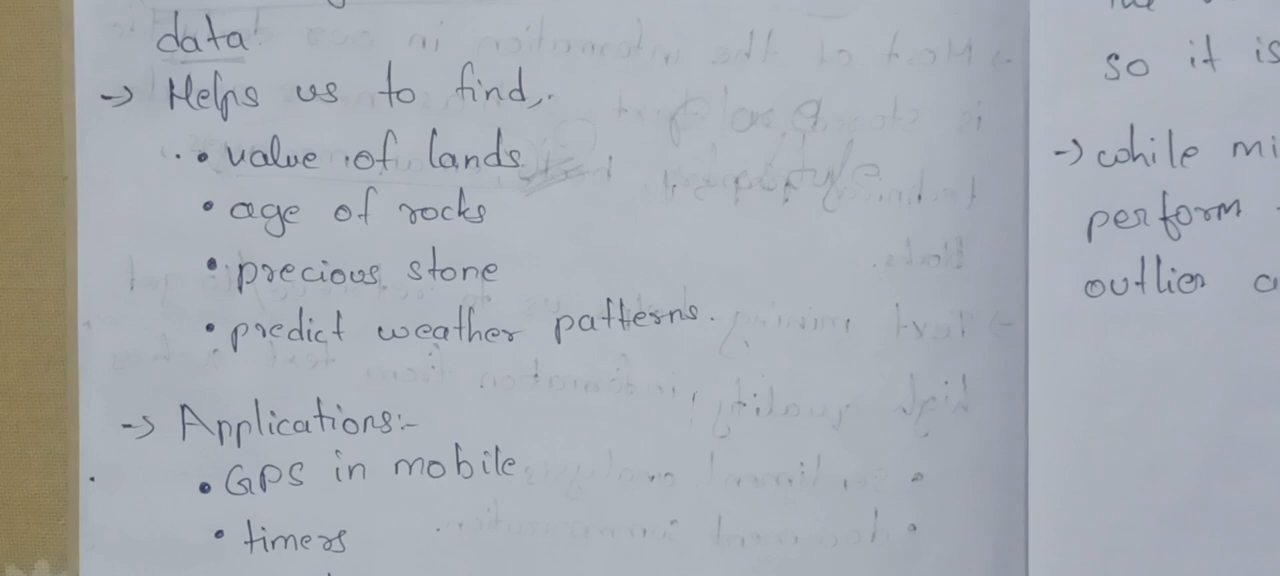 data
→ Helps us to find,.
• value of lands
• age of rocks
• precious stone
• predict weather patterns.
→ Applications:-
• GPS in mobile
• timers
so it is
→ while mi
perform
outlier a